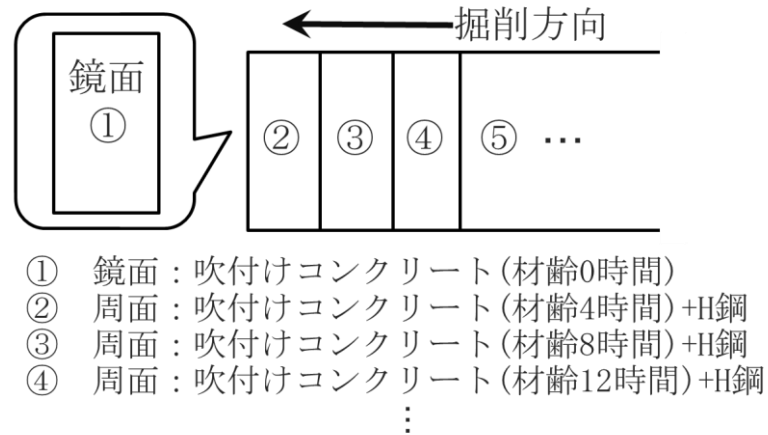 掘削方向
鏡面
①
② ③ ④ ⑤ …
① 鏡面：吹付けコンクリート(材齢0時間)
② 周面：吹付けコンクリート(材齢4時間)+H鋼
③ 周面：吹付けコンクリート(材齢8時間)+H鋼
④ 周面：吹付けコンクリート(材齢12時間)+H鋼
⋮